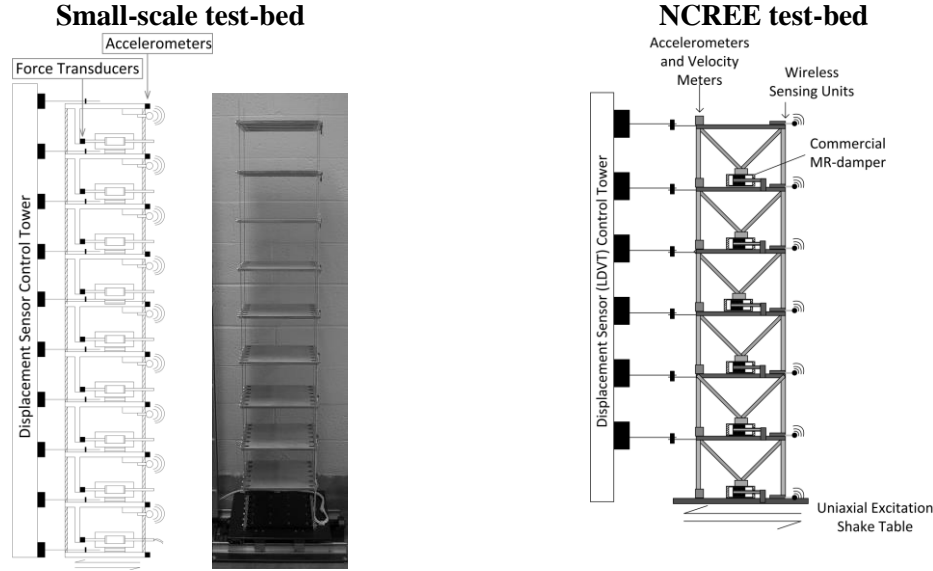 Small-scale test-bed
Accelerometers
Force Transducers
Displacement Sensor Control Tower
NCREE test-bed
Accelerometers
and Velocity
Meters
Wireless
Sensing Units
Commercial
MR-damper
Displacement Sensor (LDVT) Control Tower
Uniaxial Excitation
Shake Table